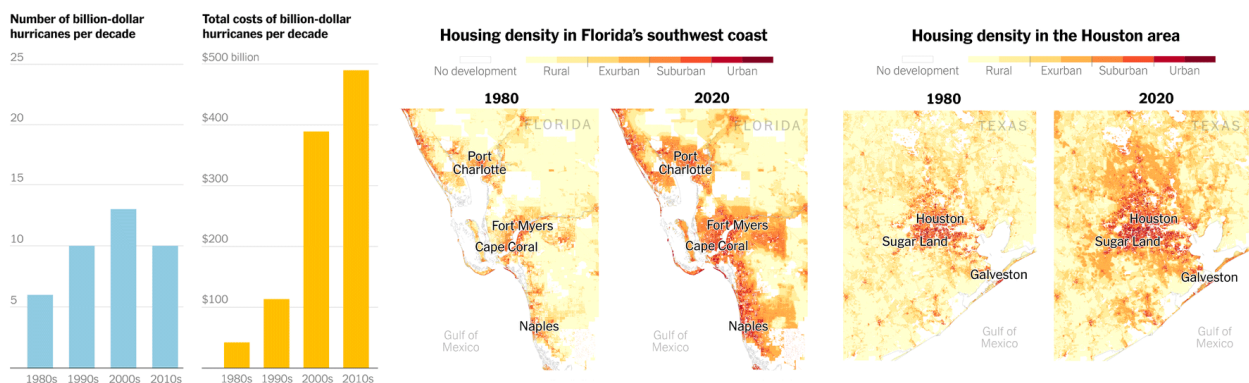 Number of billion-dollar
hurricanes per decade
25
20
15
10
5
1980s 1990s 2000s 2010s
Total costs of billion-dollar
hurricanes per decade
$500 billion
$400
$300
$200
$100
1980s 1990s 2000s 2010s
Housing density in Florida's southwest coast
No development Rural Exurban Suburban Urban
1980
FLORIDA
Port
Charlotte
Fort Myers
Cape Coral
Naples
Gulf of
Mexico
2020
FLORIDA
Port
Charlotte
Fort Myers
Cape Coral
Naples
Gulf of
Mexico
Housing density in the Houston area
No development Rural Exurban Suburban Urban
1980
TEXAS
Houston
Sugar Land
Galveston
Gulf of
Mexico
2020
TEXAS
Houston
Sugar Land
Galveston
Gulf of
Mexico